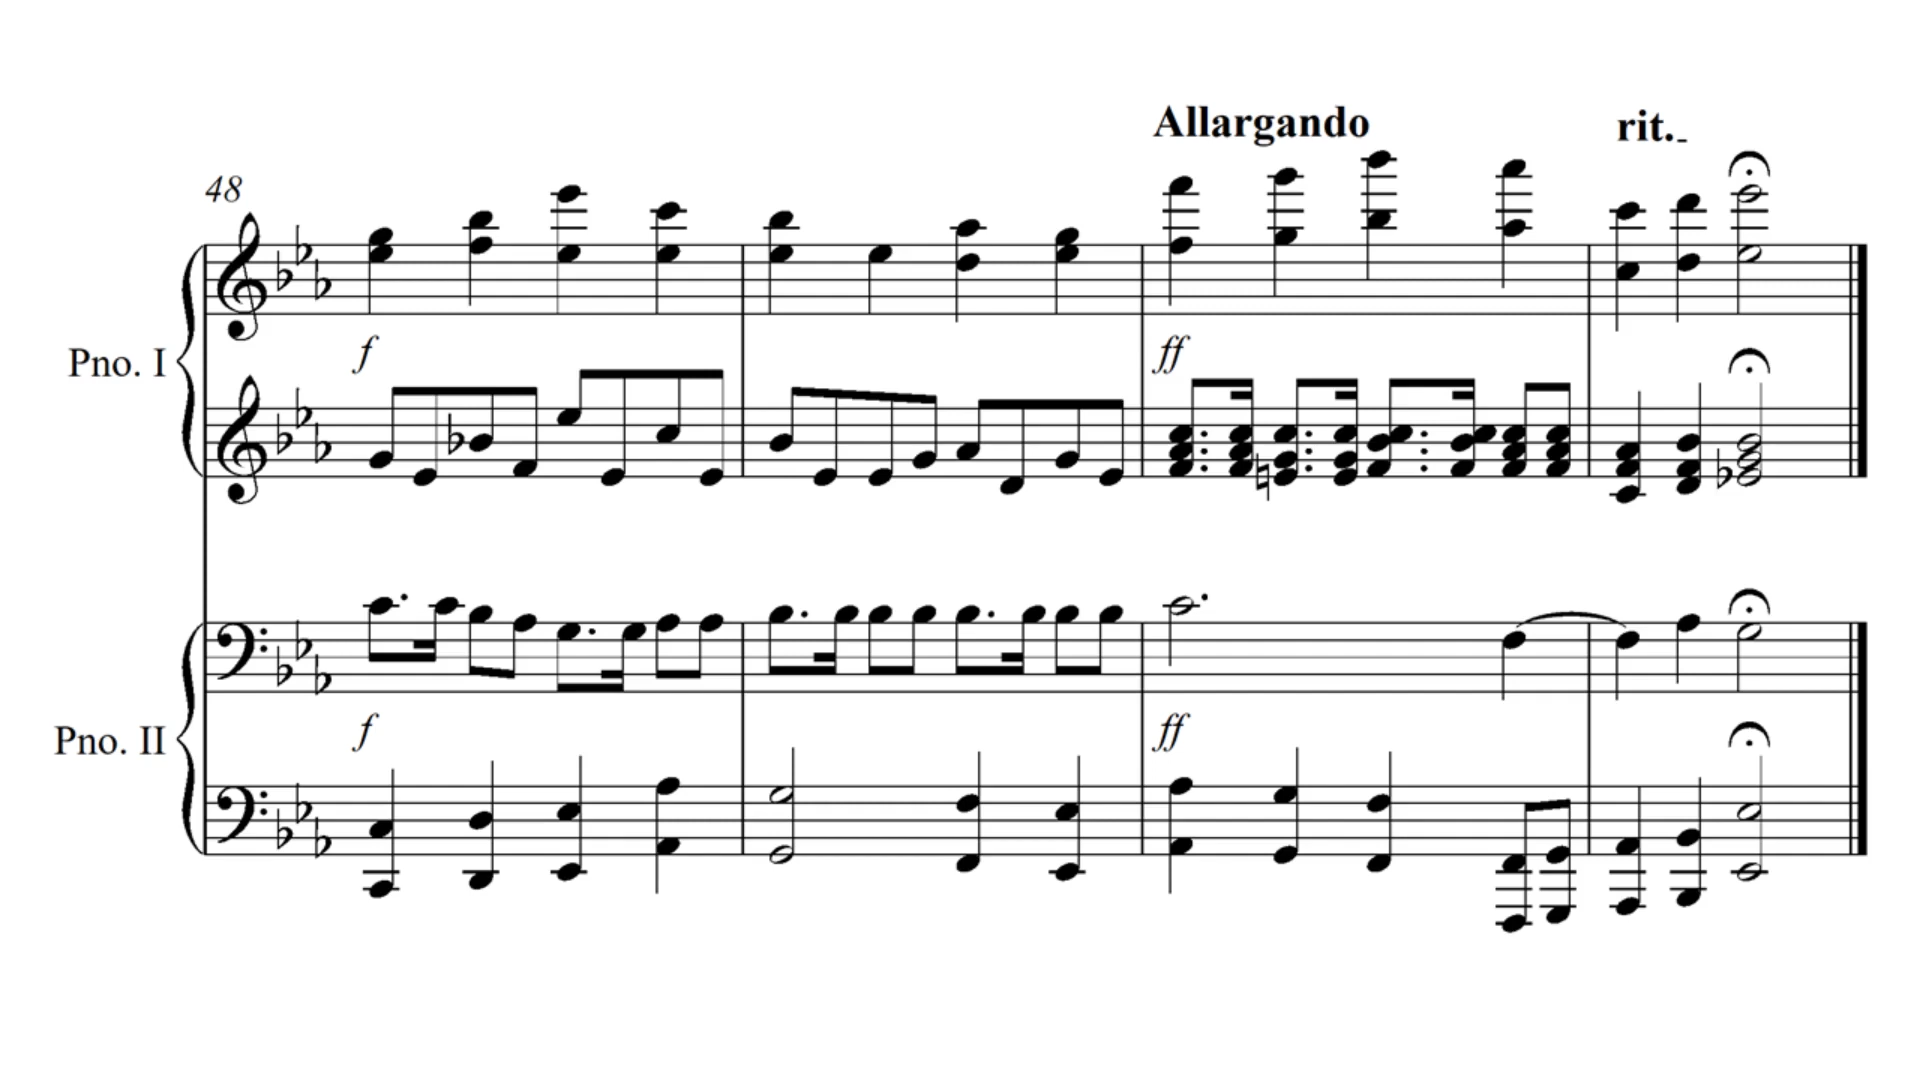 Allargando
rit.
48
f
ff
Pno. I
f
ff
Pno. II